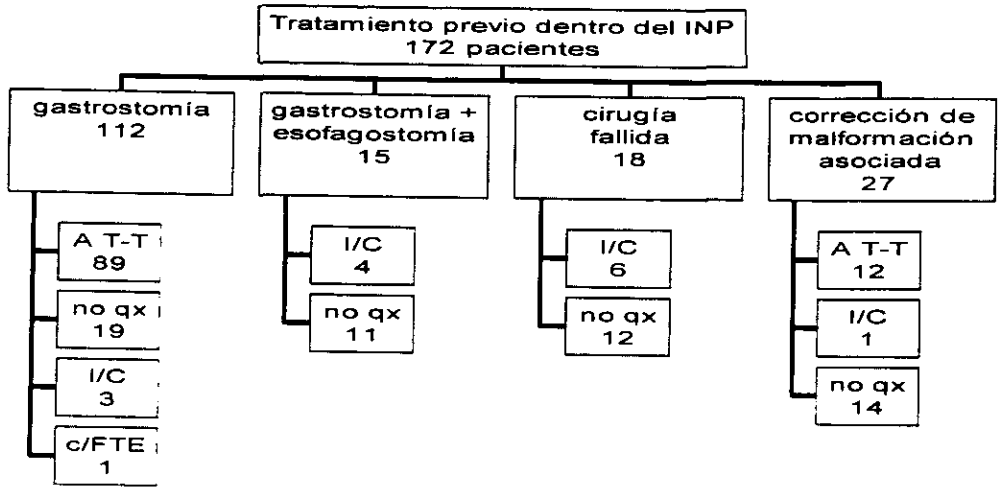 Tratamiento previo dentro del INP
172 pacientes
gastrostomía
112
A T-T
89
no qx
19
I/C
3
c/FTE
1
gastrostomía +
esofagostomía
15
I/C
4
no qx
11
cirugía
fallida
18
I/C
6
no qx
12
corrección de
malformación
asociada
27
A T-T
12
I/C
1
no qx
14